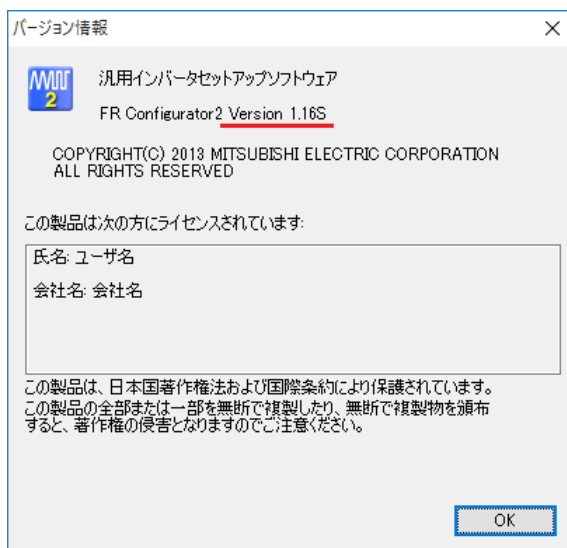 バージョン情報
2
汎用インバータセットアップソフトウェア
FR Configurator2 Version 1.16S
COPYRIGHT(C) 2013 MITSUBISHI ELECTRIC CORPORATION
ALL RIGHTS RESERVED
この製品は次の方にライセンスされています:
氏名: ユーザ名
会社名: 会社名
この製品は、日本国著作権法および国際条約により保護されています。
この製品の全部または一部を無断で複製したり、無断で複製物を頒布
すると、著作権の侵害となりますのでご注意ください。
OK